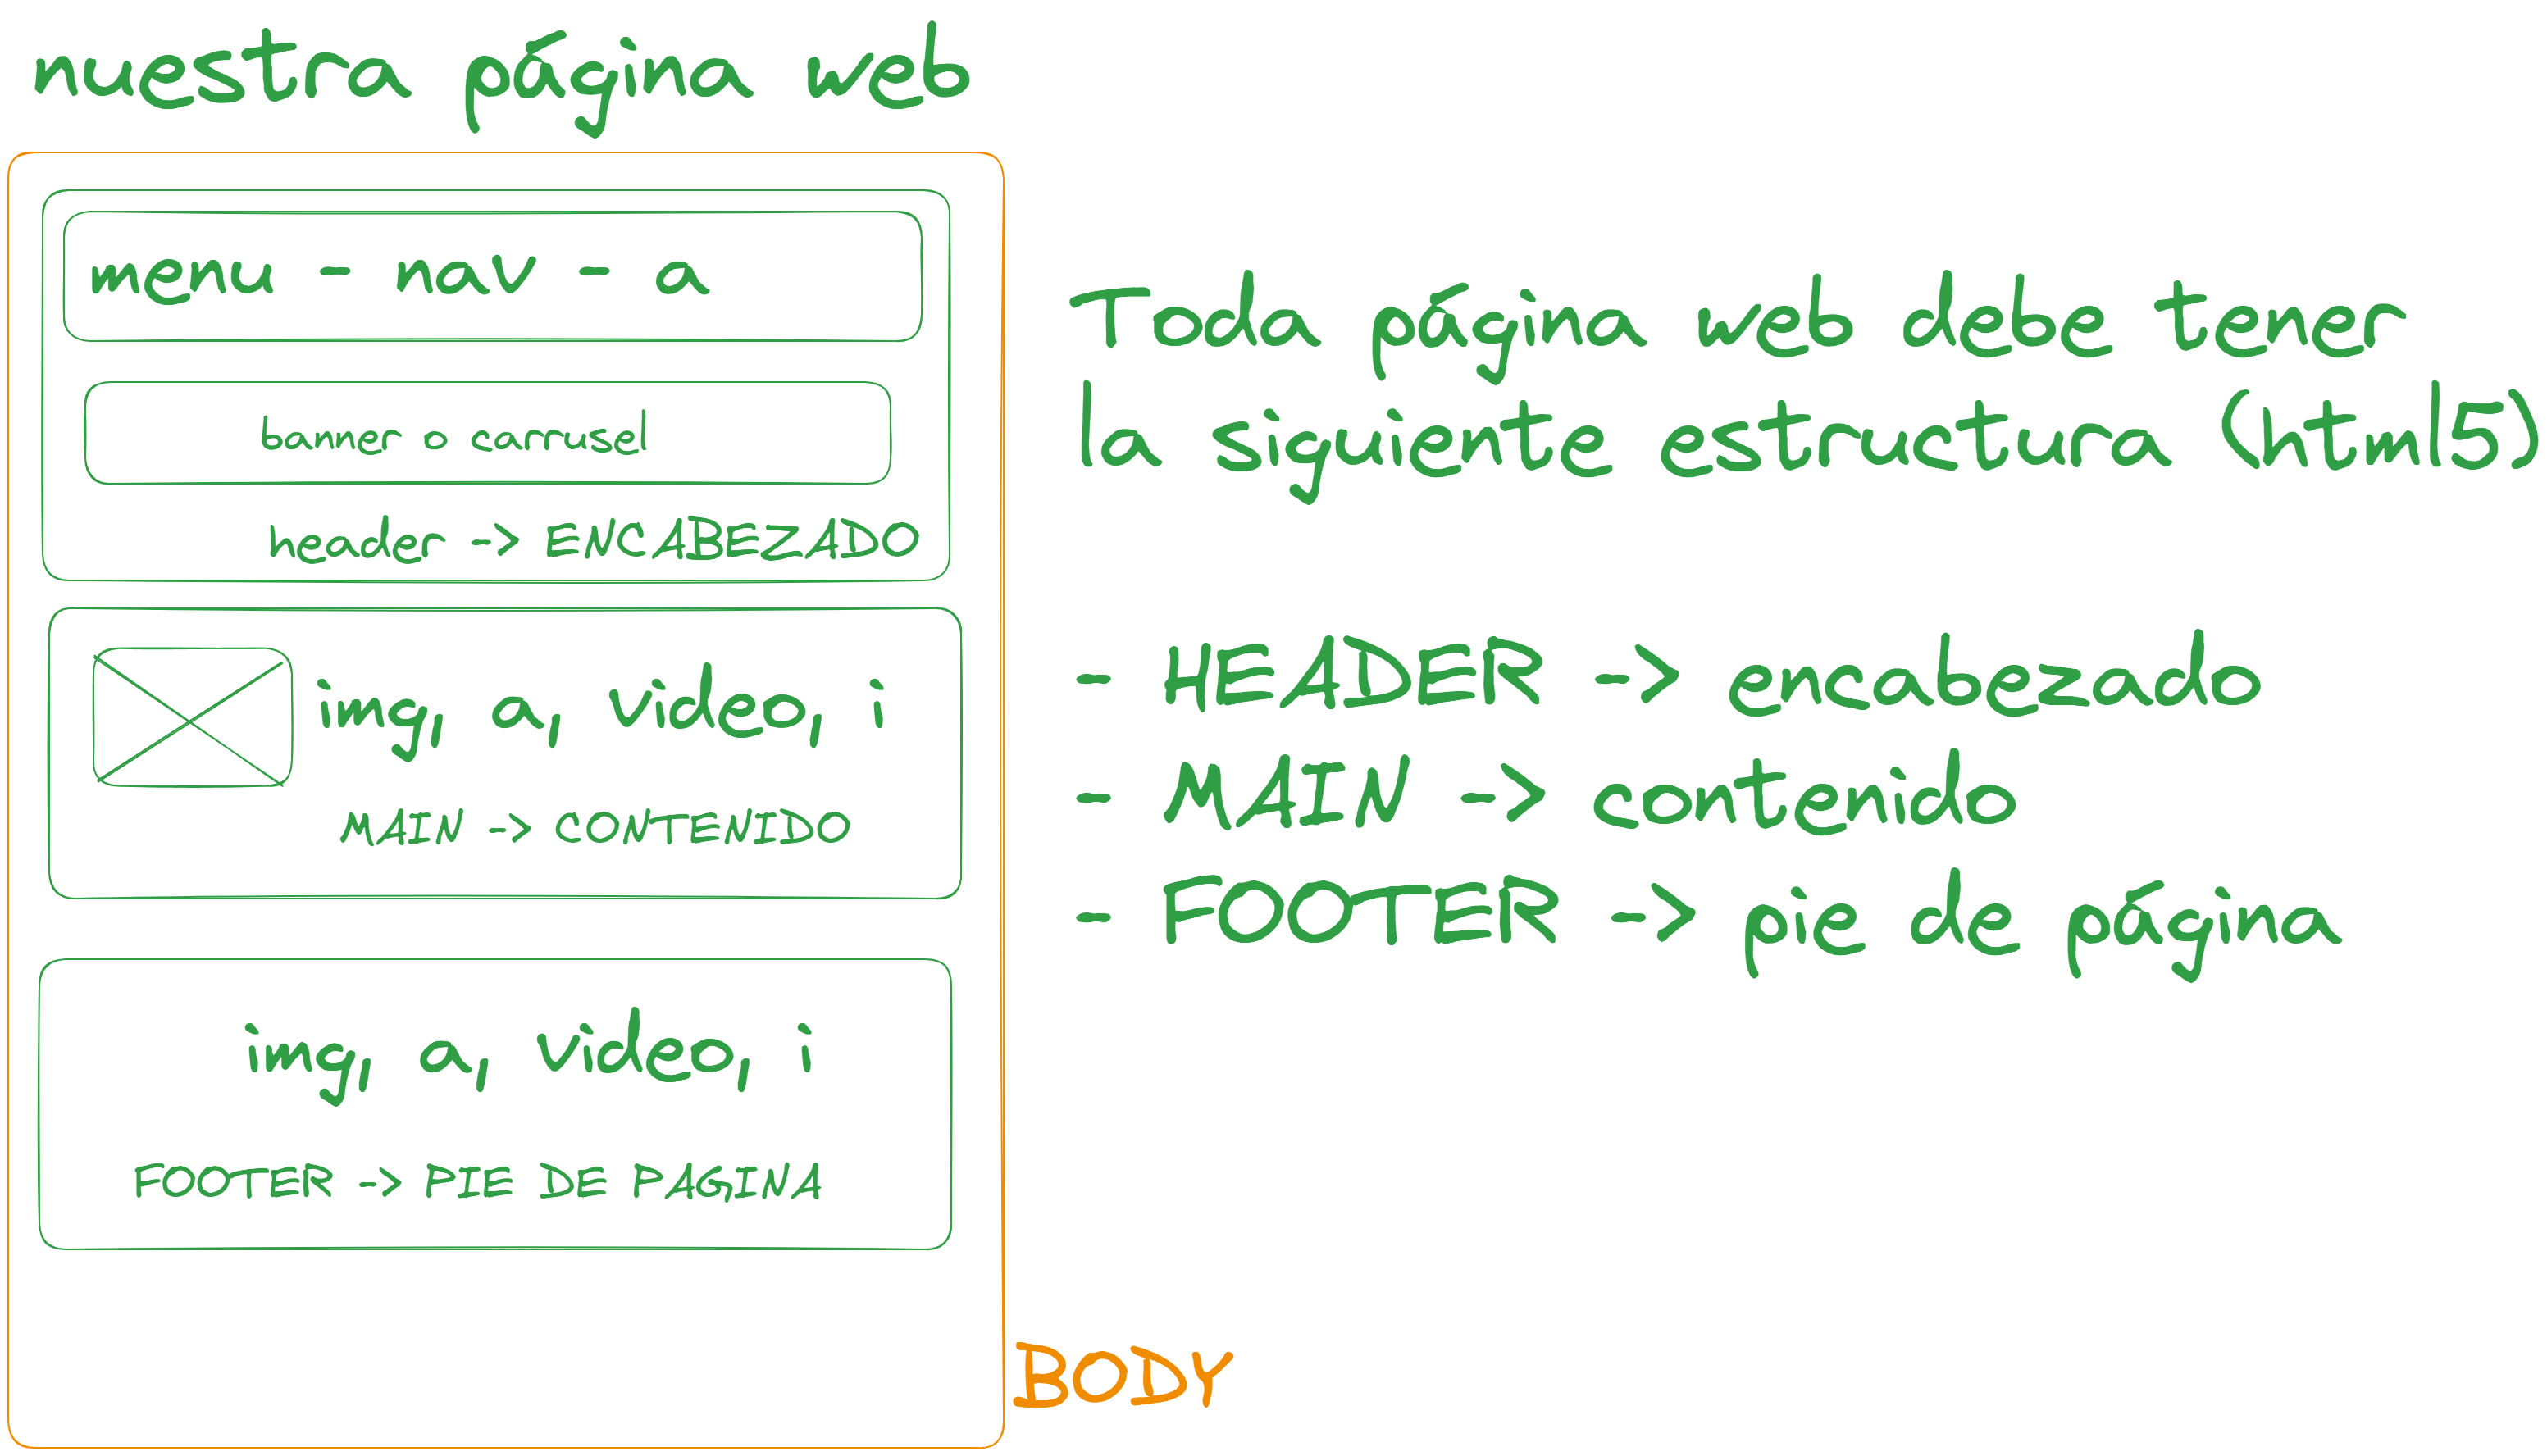 nuestra página web
menu - nav - a
banner o carrusel
header -> ENCABEZADO
img, a, video, i
MAIN -> CONTENIDO
img, a, video, i
FOOTER -> PIE DE PAGINA
BODY
Toda página web debe tener
la siguiente estructura (html5)
- HEADER -> encabezado
- MAIN -> contenido
- FOOTER -> pie de página